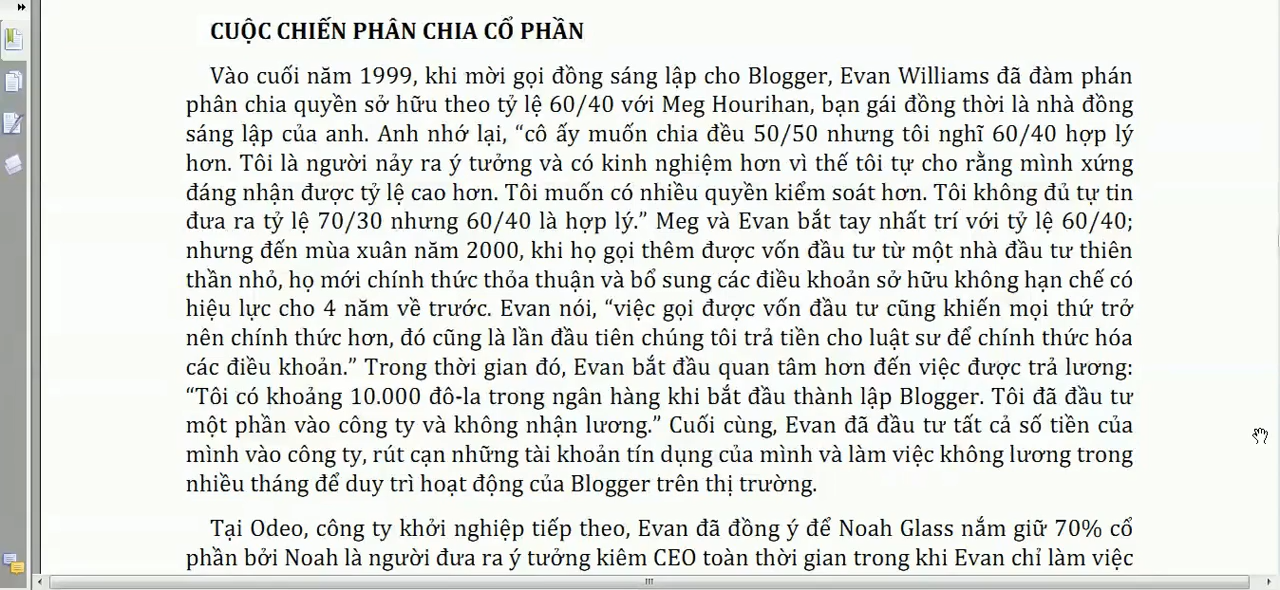 CUỘC CHIẾN PHÂN CHIA CỔ PHẦN
Vào cuối năm 1999, khi mời gọi đồng sáng lập cho Blogger, Evan Williams đã đàm phán
phân chia quyền sở hữu theo tỷ lệ 60/40 với Meg Hourihan, bạn gái đồng thời là nhà đồng
sáng lập của anh. Anh nhớ lại, “cô ấy muốn chia đều 50/50 nhưng tôi nghĩ 60/40 hợp lý
hơn. Tôi là người nảy ra ý tưởng và có kinh nghiệm hơn vì thế tôi tự cho rằng mình xứng
đáng nhận được tỷ lệ cao hơn. Tôi muốn có nhiều quyền kiểm soát hơn. Tôi không đủ tự tin
đưa ra tỷ lệ 70/30 nhưng 60/40 là hợp lý.” Meg và Evan bắt tay nhất trí với tỷ lệ 60/40;
nhưng đến mùa xuân năm 2000, khi họ gọi thêm được vốn đầu tư từ một nhà đầu tư thiên
thần nhỏ, họ mới chính thức thỏa thuận và bổ sung các điều khoản sở hữu không hạn chế có
hiệu lực cho 4 năm về trước. Evan nói, “việc gọi được vốn đầu tư cũng khiến mọi thứ trở
nên chính thức hơn, đó cũng là lần đầu tiên chúng tôi trả tiền cho luật sư để chính thức hóa
các điều khoản.” Trong thời gian đó, Evan bắt đầu quan tâm hơn đến việc được trả lương:
“Tôi có khoảng 10.000 đô-la trong ngân hàng khi bắt đầu thành lập Blogger. Tôi đã đầu tư
một phần vào công ty và không nhận lương.” Cuối cùng, Evan đã đầu tư tất cả số tiền của
mình vào công ty, rút cạn những tài khoản tín dụng của mình và làm việc không lương trong
nhiều tháng để duy trì hoạt động của Blogger trên thị trường.
Tại Odeo, công ty khởi nghiệp tiếp theo, Evan đã đồng ý để Noah Glass nắm giữ 70% cổ
phần bởi Noah là người đưa ra ý tưởng kiêm CEO toàn thời gian trong khi Evan chỉ làm việc